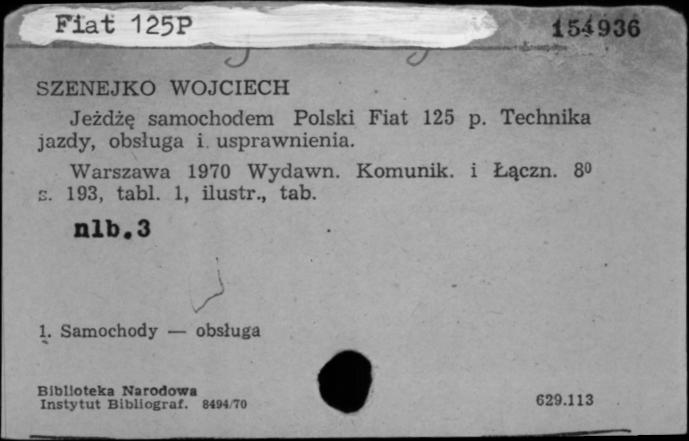 Fiat 125P
154936
SZENEJKO WOJCIECH
Jeżdżę samochodem Polski Fiat 125 p. Technika
jazdy, obsługa i usprawnienia.
Warszawa 1970 Wydawn. Komunik. i Łączn. 8⁰
s. 193, tabl. 1, ilustr., tab.
nlb.3
1. Samochody — obsługa
Biblioteka Narodowa
Instytut Bibliograf. 8494/70
629.113